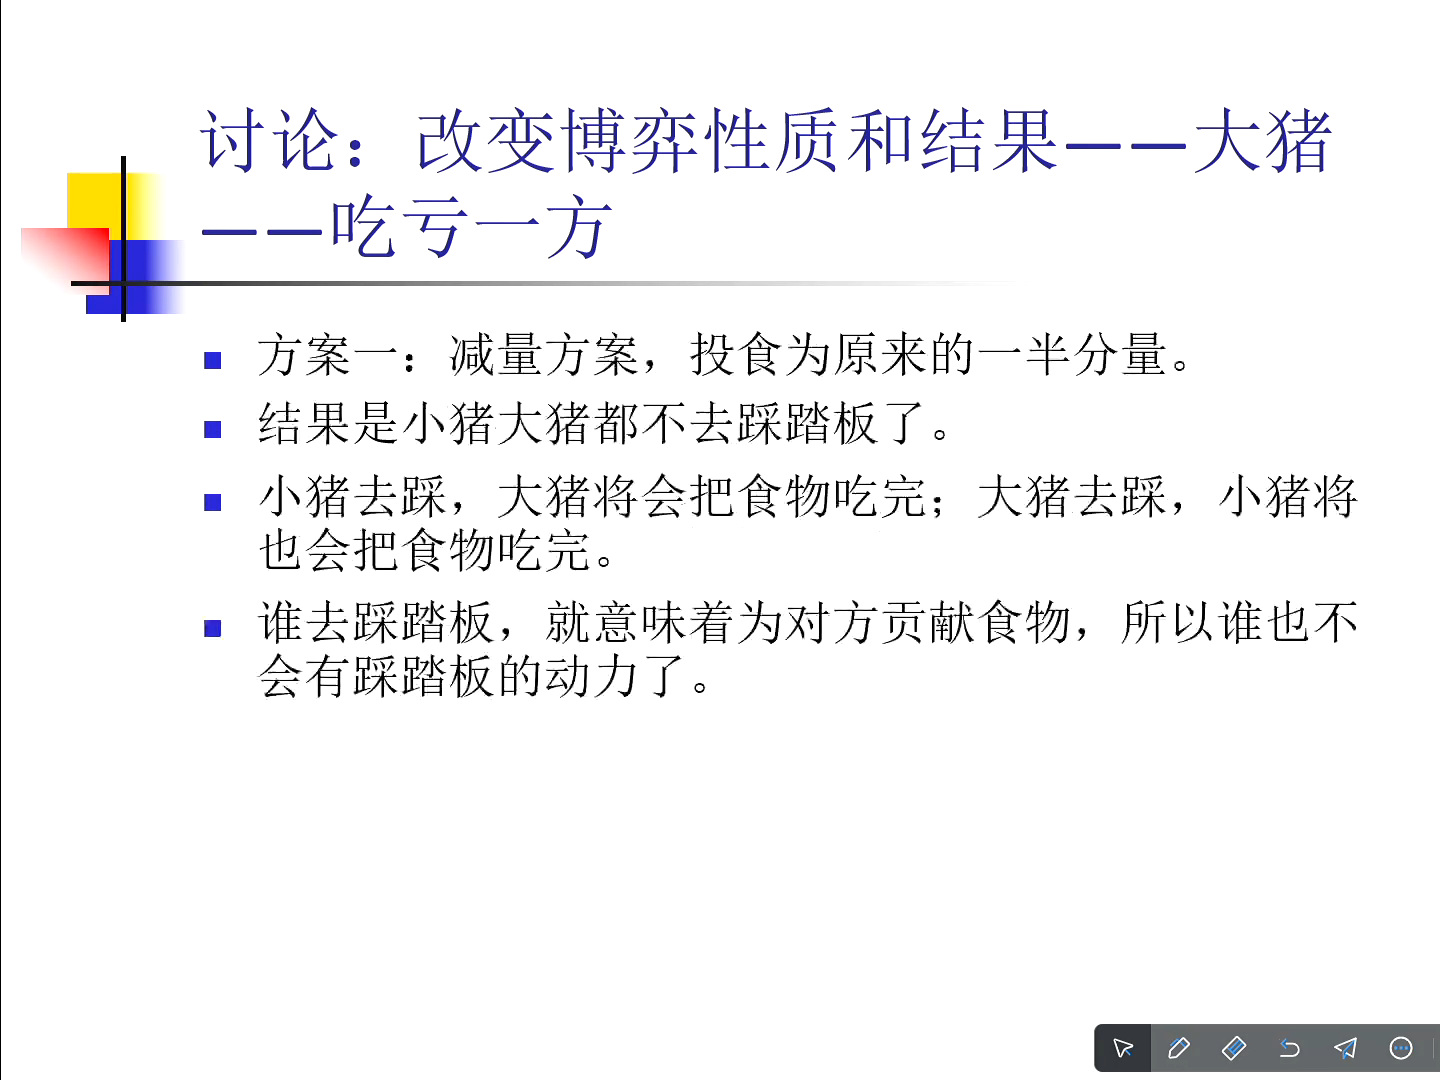 讨论：改变博弈性质和结果——大猪
——吃亏一方
方案一：减量方案，投食为原来的一半分量。
结果是小猪大猪都不去踩踏板了。
小猪去踩，大猪将会把食物吃完；大猪去踩，小猪将
也会把食物吃完。
谁去踩踏板，就意味着为对方贡献食物，所以谁也不
会有踩踏板的动力了。